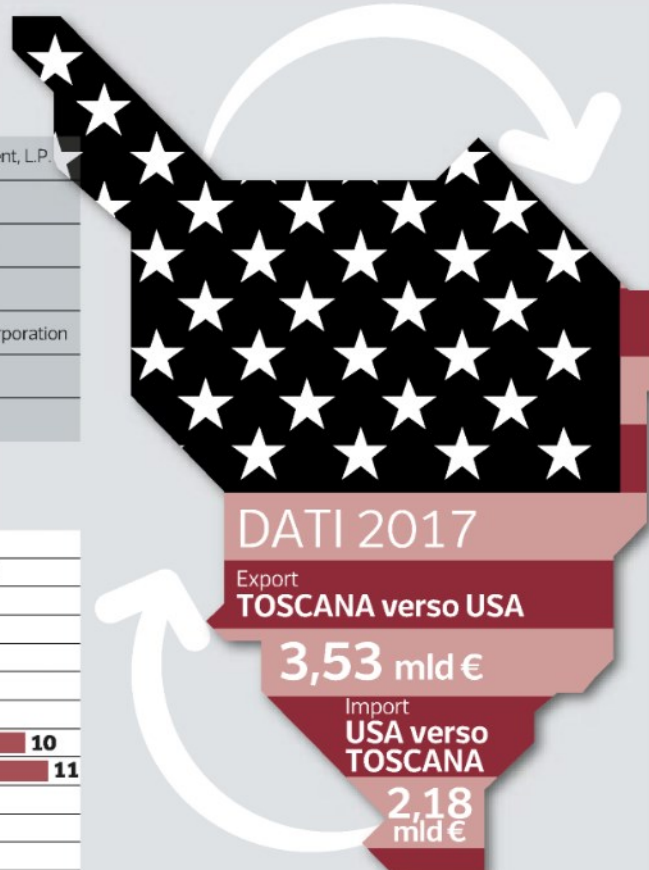 nt, L.P.
rporation
DATI 2017
Export
TOSCANA verso USA
3,53 mld €
Import
USA verso
TOSCANA
2,18
mld €
10
11